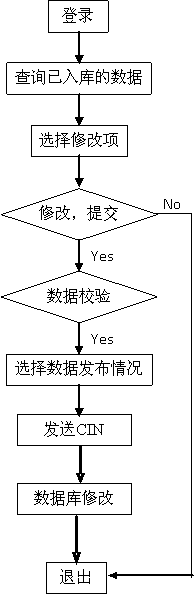 登录
查询已入库的数据
选择修改项
修改，提交
No
Yes
数据校验
Yes
选择数据发布情况
发送CIN
数据库修改
退出